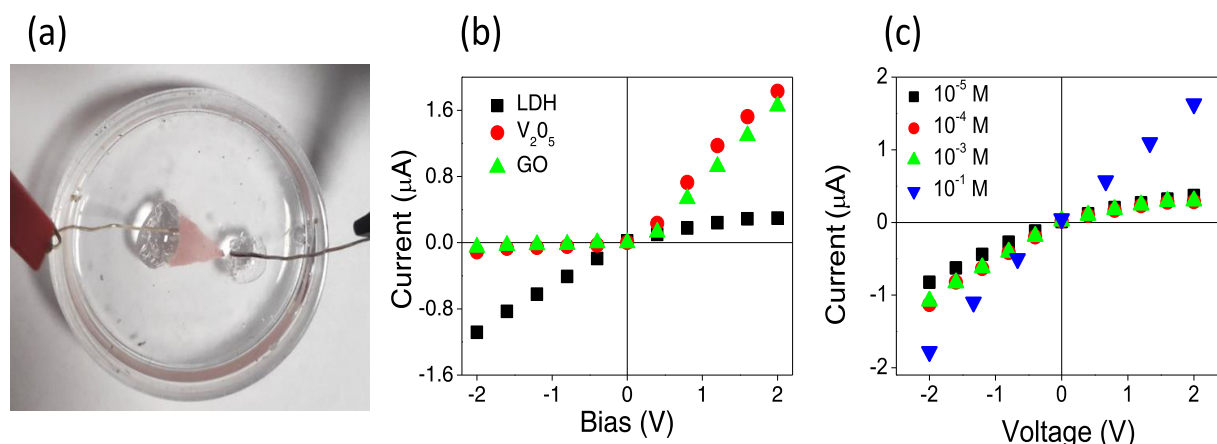 (a)
(b)
(c)
LDH
V₂0₅
GO
Current (µA)
1.6
0.8
0.0
-0.8
-1.6
-2
-1
0
1
2
Bias (V)
10⁻⁵ M
10⁻⁴ M
10⁻³ M
10⁻¹ M
Current (µA)
2
1
0
-1
-2
-2
-1
0
1
2
Voltage (V)